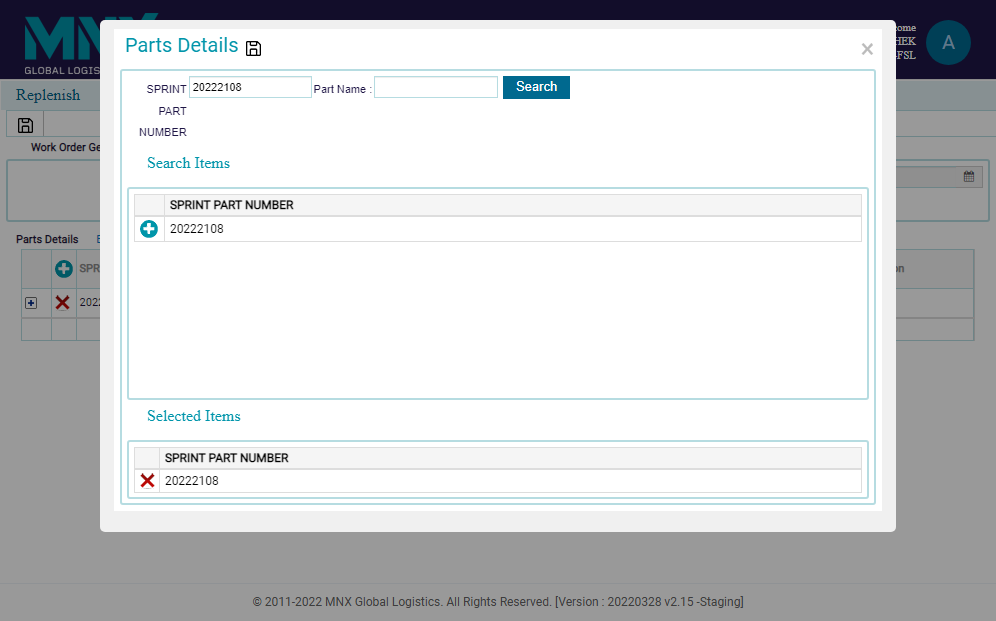 MNX
GLOBAL LOGIS
ome
HEK
FSL
A
Replenish
Work Order Ge
Parts Details
SPR
on
202
Parts Details
×
SPRINT PART NUMBER
20222108
Part Name :
Search
Search Items
SPRINT PART NUMBER
20222108
Selected Items
SPRINT PART NUMBER
20222108
© 2011-2022 MNX Global Logistics. All Rights Reserved. [Version : 20220328 v2.15 -Staging]